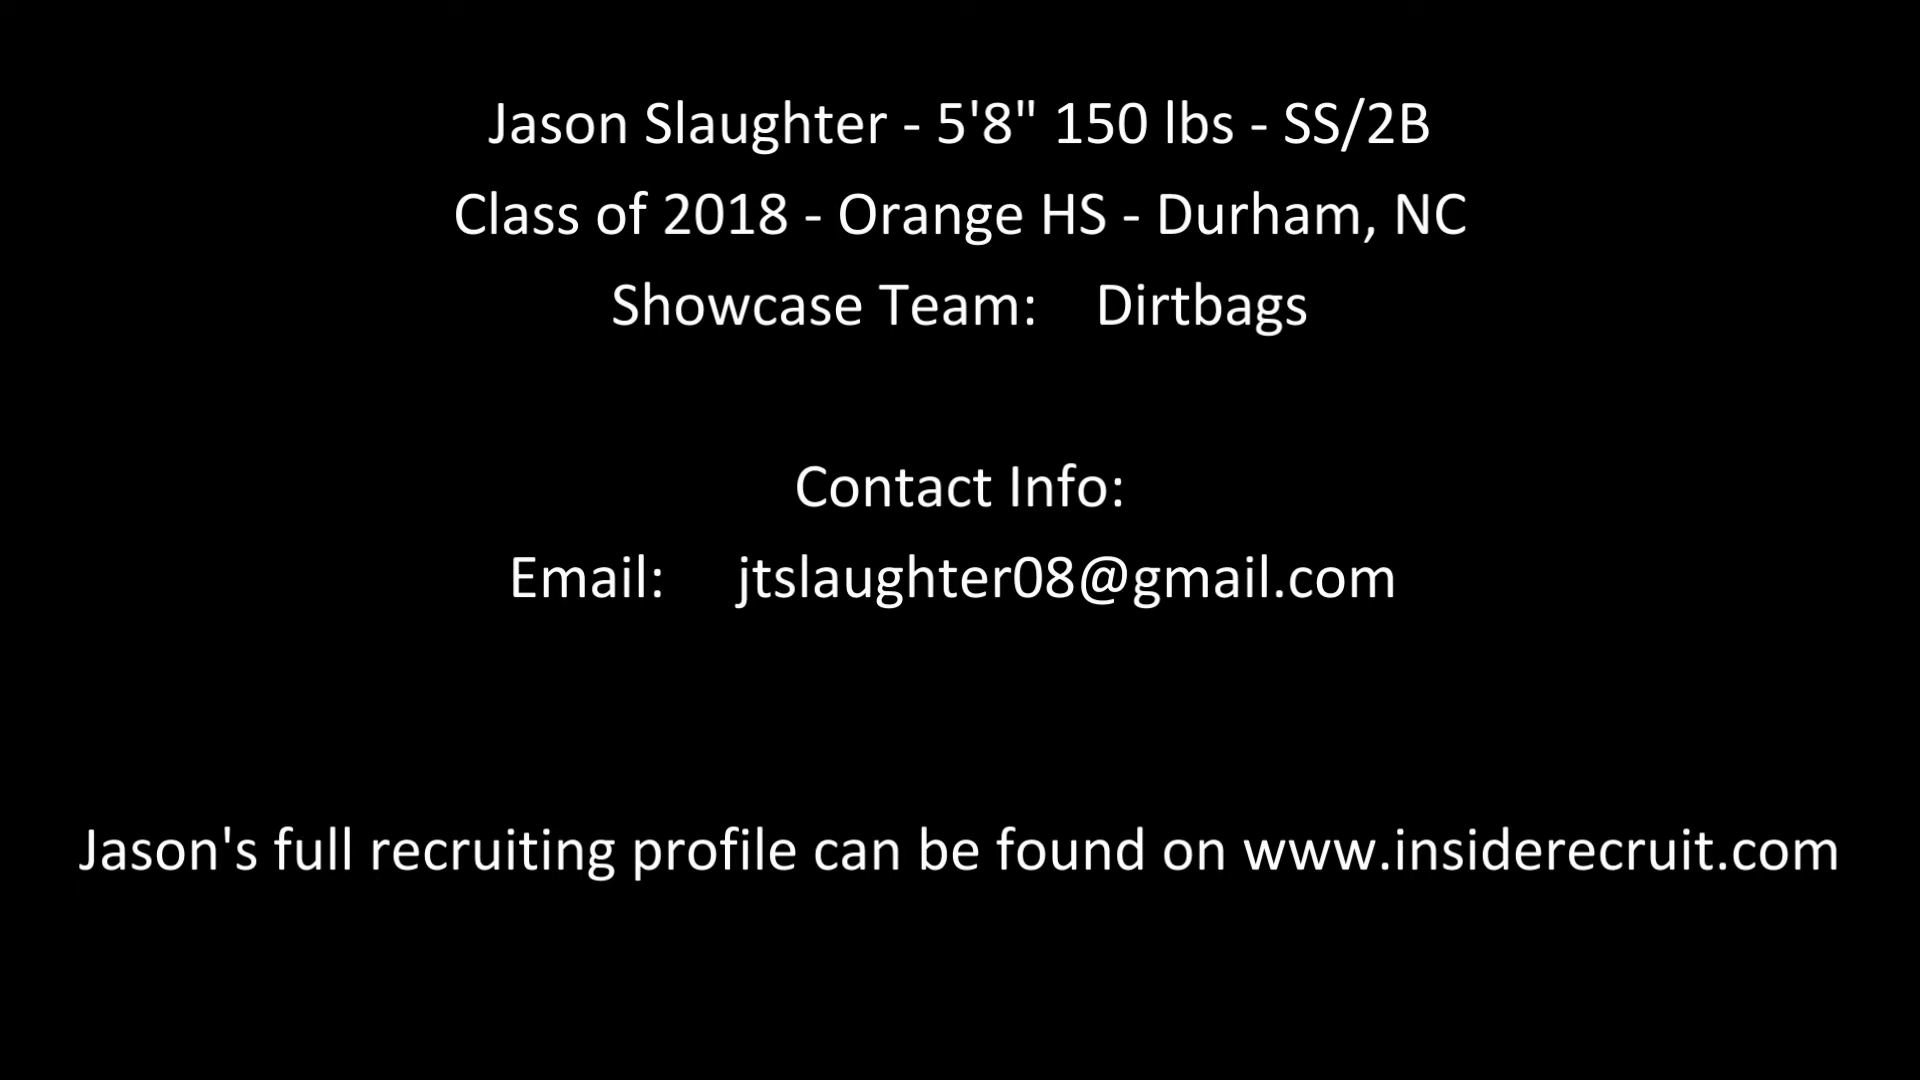 Jason Slaughter - 5'8" 150 lbs - SS/2B
Class of 2018 - Orange HS - Durham, NC
Showcase Team: Dirtbags
Contact Info:
Email: jtslaughter08@gmail.com
Jason's full recruiting profile can be found on www.insiderecruit.com